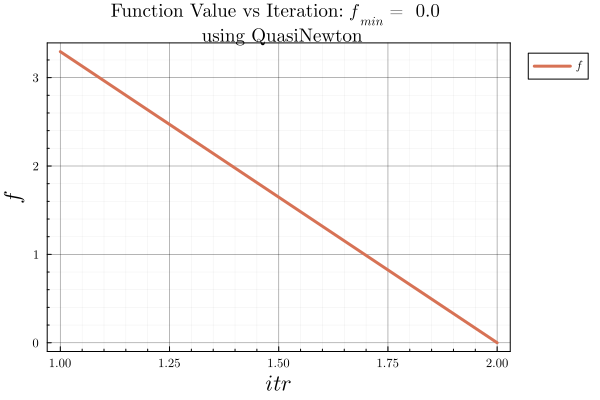 Function Value vs Iteration: f_min = 0.0
using QuasiNewton
f
3
2
1
0
f
1.00 1.25 1.50 1.75 2.00
itr